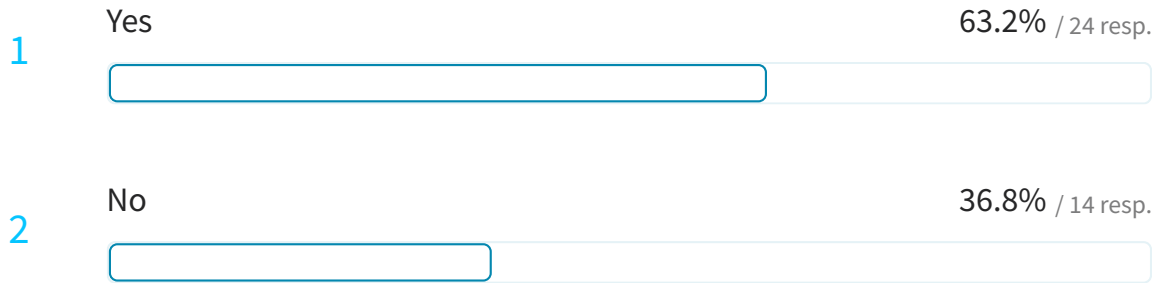 1
Yes 63.2% / 24 resp.
2
No 36.8% / 14 resp.